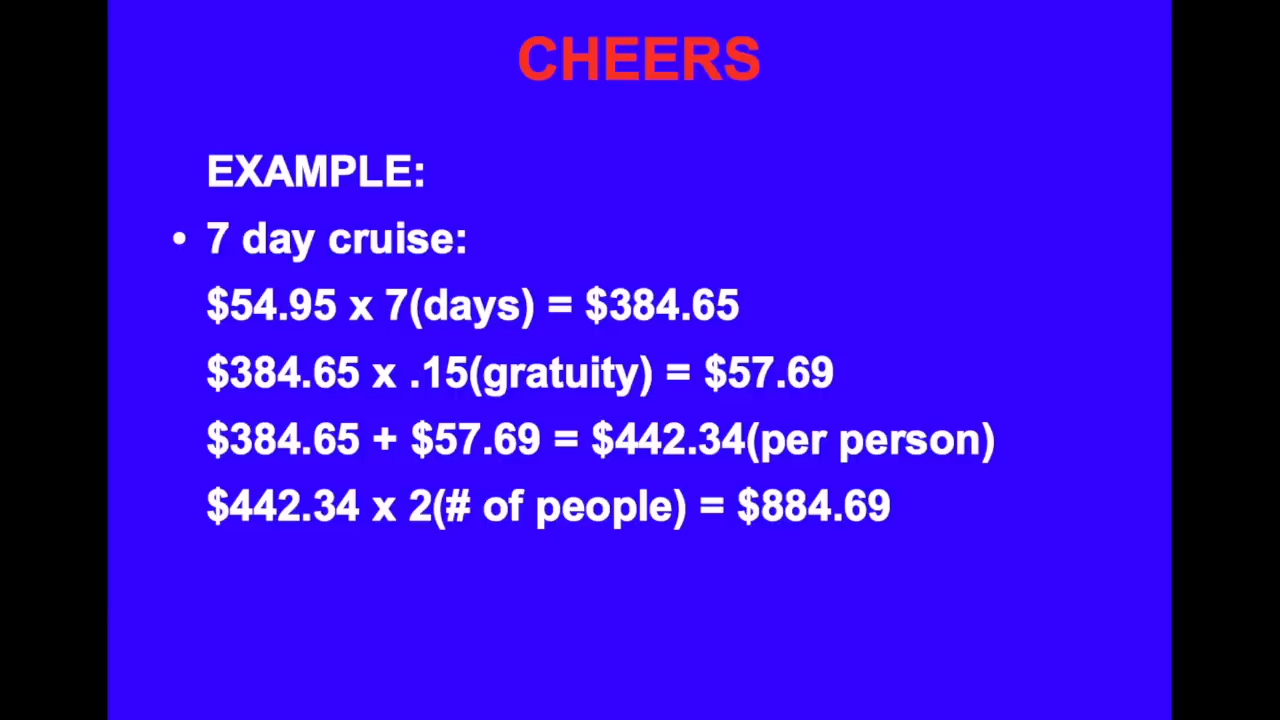 CHEERS
EXAMPLE:
• 7 day cruise:
$54.95 x 7(days) = $384.65
$384.65 x .15(gratuity) = $57.69
$384.65 + $57.69 = $442.34(per person)
$442.34 x 2(# of people) = $884.69